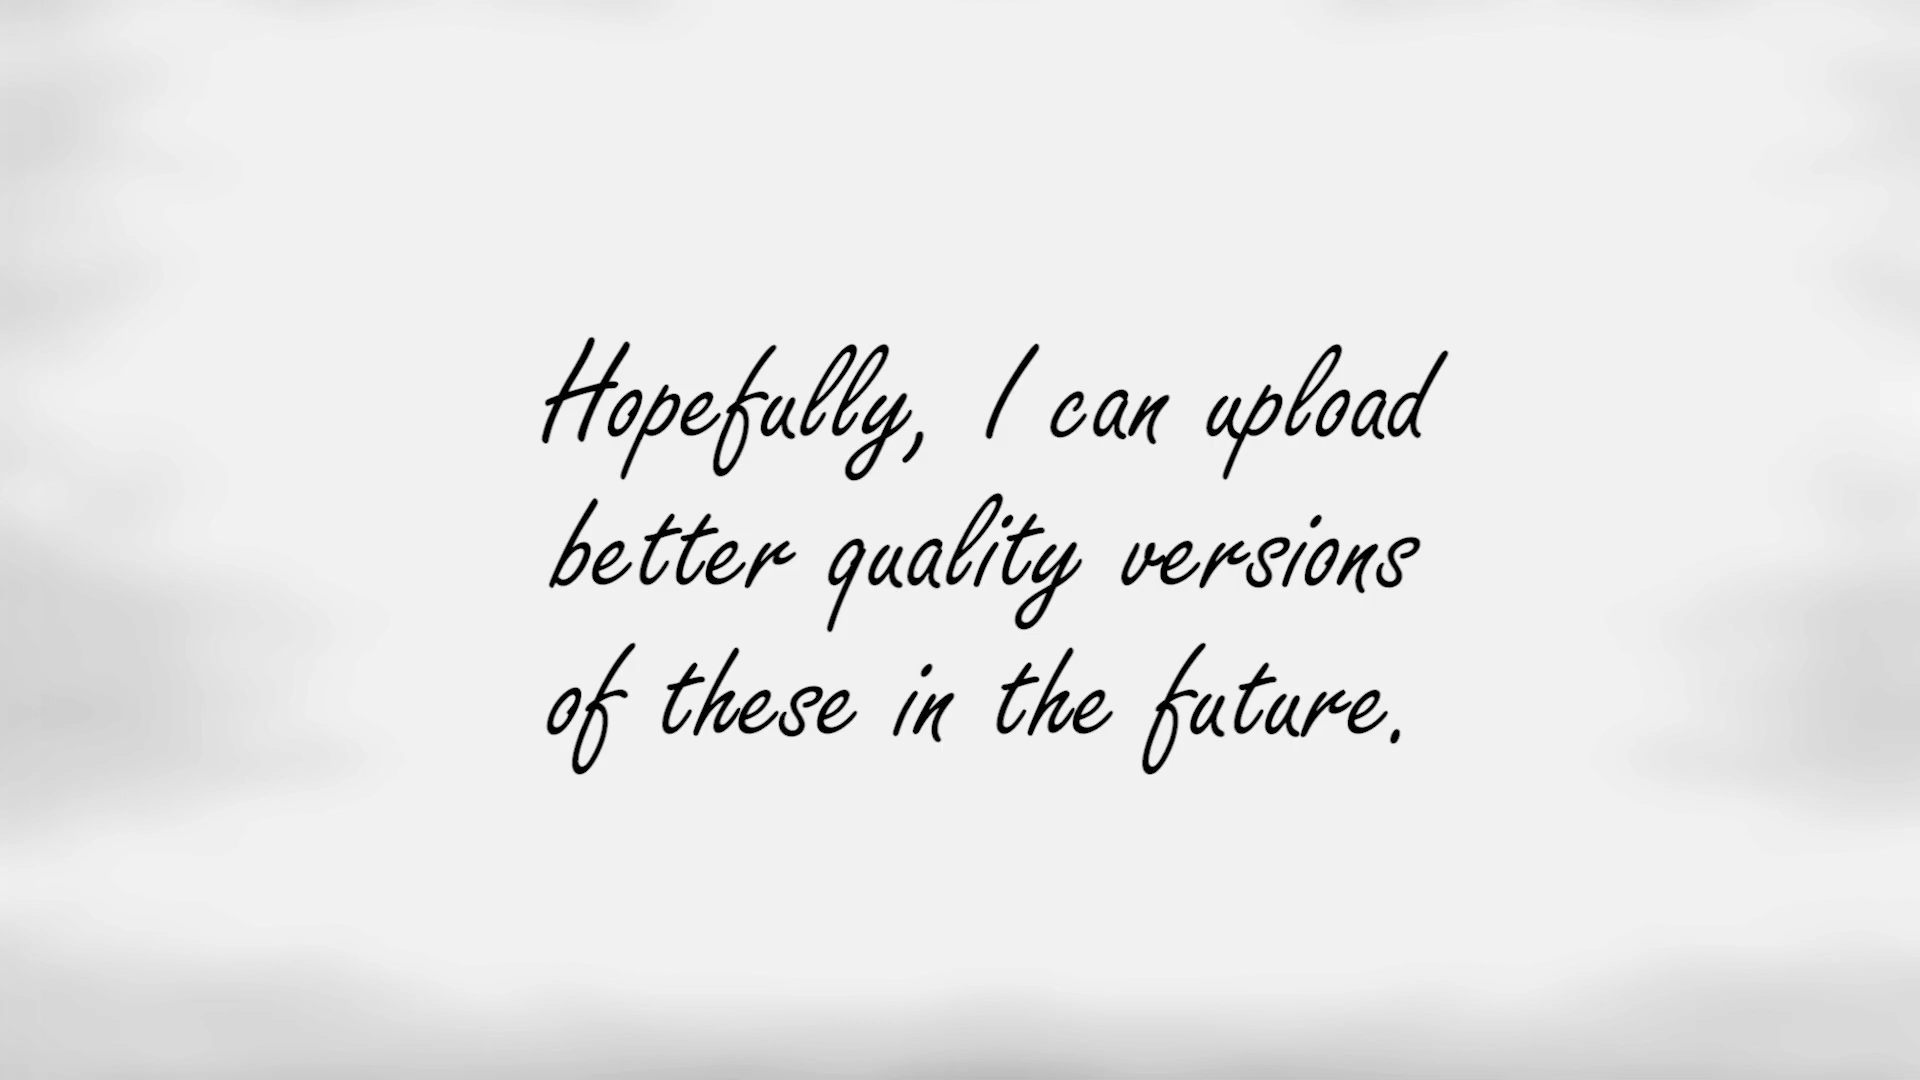 Hopefully, I can upload
better quality versions
of these in the future.